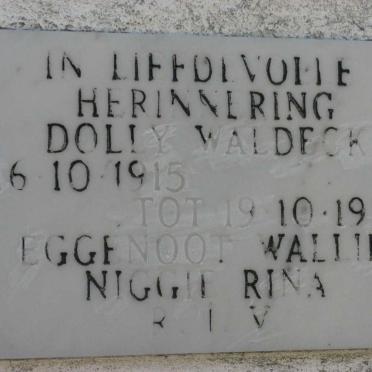 IN LIEFDEVOLLE
HERINNERING
DOLLY WALDECK
6·10·1915
TOT 19·10·19
EGGENOOT WALLIE
NIGGIE RINA
R I V